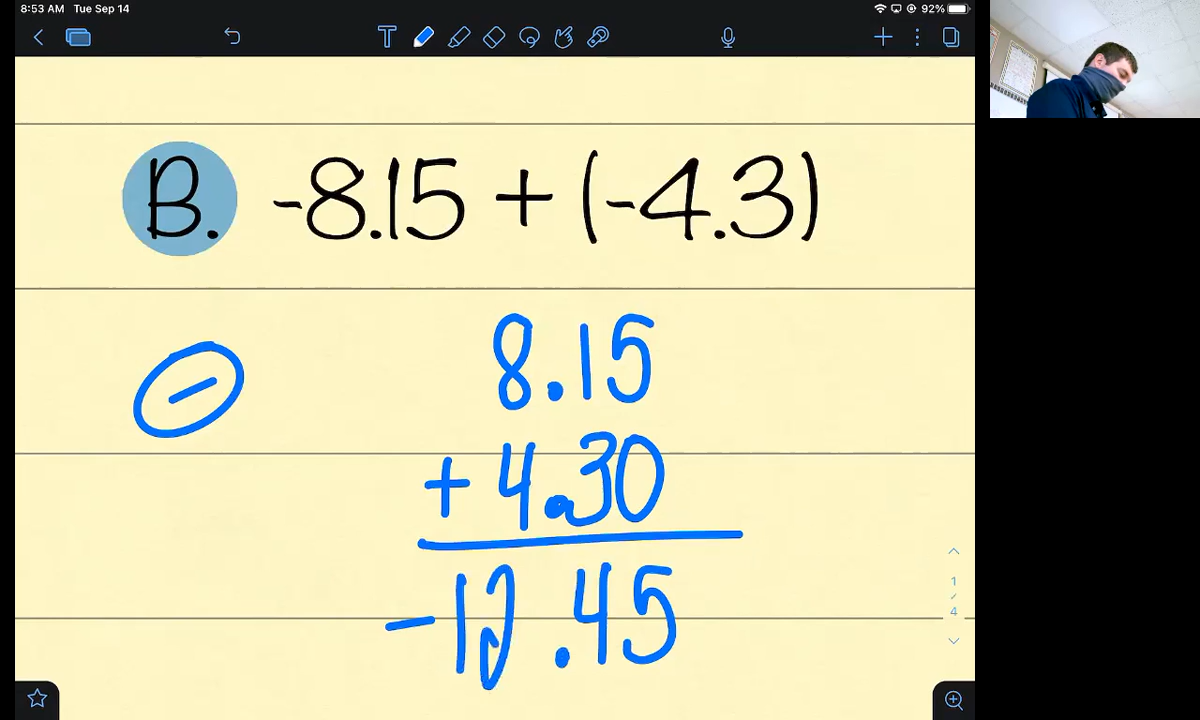 8:53 AM Tue Sep 14
92%
T
B. -8.15 + (-4.3)
−
8.15
+ 4.30
-12.45
1
/
4